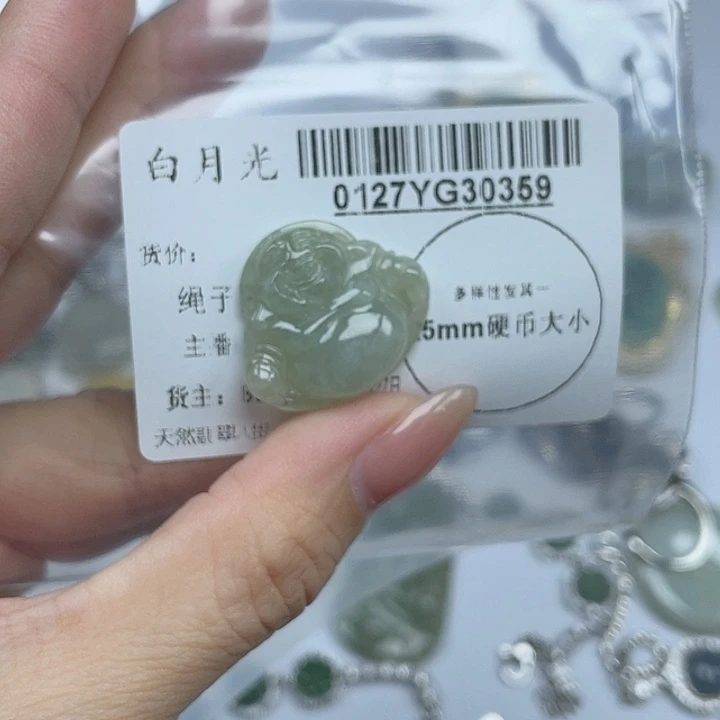 白月光
0127YG30359
货价：
绳子
多样性发其一
5mm硬币大小
主番
货主：
天然翡翠